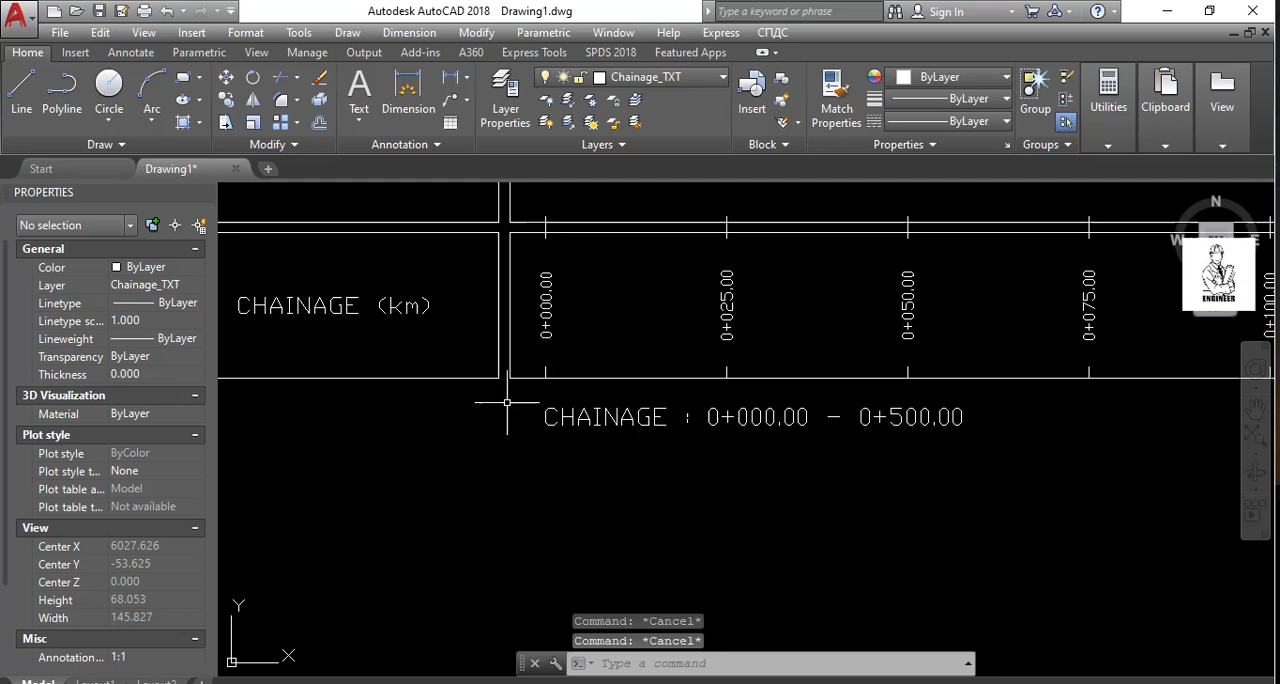 Autodesk AutoCAD 2018 Drawing1.dwg
Type a keyword or phrase
Sign In
File Edit View Insert Format Tools Draw Dimension Modify Parametric Window Help Express СПДС
Home Insert Annotate Parametric View Manage Output Add-ins A360 Express Tools SPDS 2018 Featured Apps
Line
Polyline
Circle
Arc
Text
Dimension
Layer
Properties
Chainage_TXT
Insert
Match
Properties
ByLayer
ByLayer
ByLayer
Group
Utilities
Clipboard
View
Draw
Modify
Annotation
Layers
Block
Properties
Groups
Start
Drawing1*
PROPERTIES
No selection
General
Color ByLayer
Layer Chainage_TXT
Linetype ByLayer
Linetype sc... 1.000
Lineweight ByLayer
Transparency ByLayer
Thickness 0.000
3D Visualization
Material ByLayer
Plot style
Plot style ByColor
Plot style t... None
Plot table a... Model
Plot table t... Not available
View
Center X 6027.626
Center Y -53.625
Center Z 0.000
Height 68.053
Width 145.827
Misc
Annotation... 1:1
N
W
E
ENGINEER
CHAINAGE (km)
0+000.00
0+025.00
0+050.00
0+075.00
0+100.0
CHAINAGE : 0+000.00 – 0+500.00
Y
X
Command: *Cancel*
Command: *Cancel*
Type a command
Model Layout1 Layout2